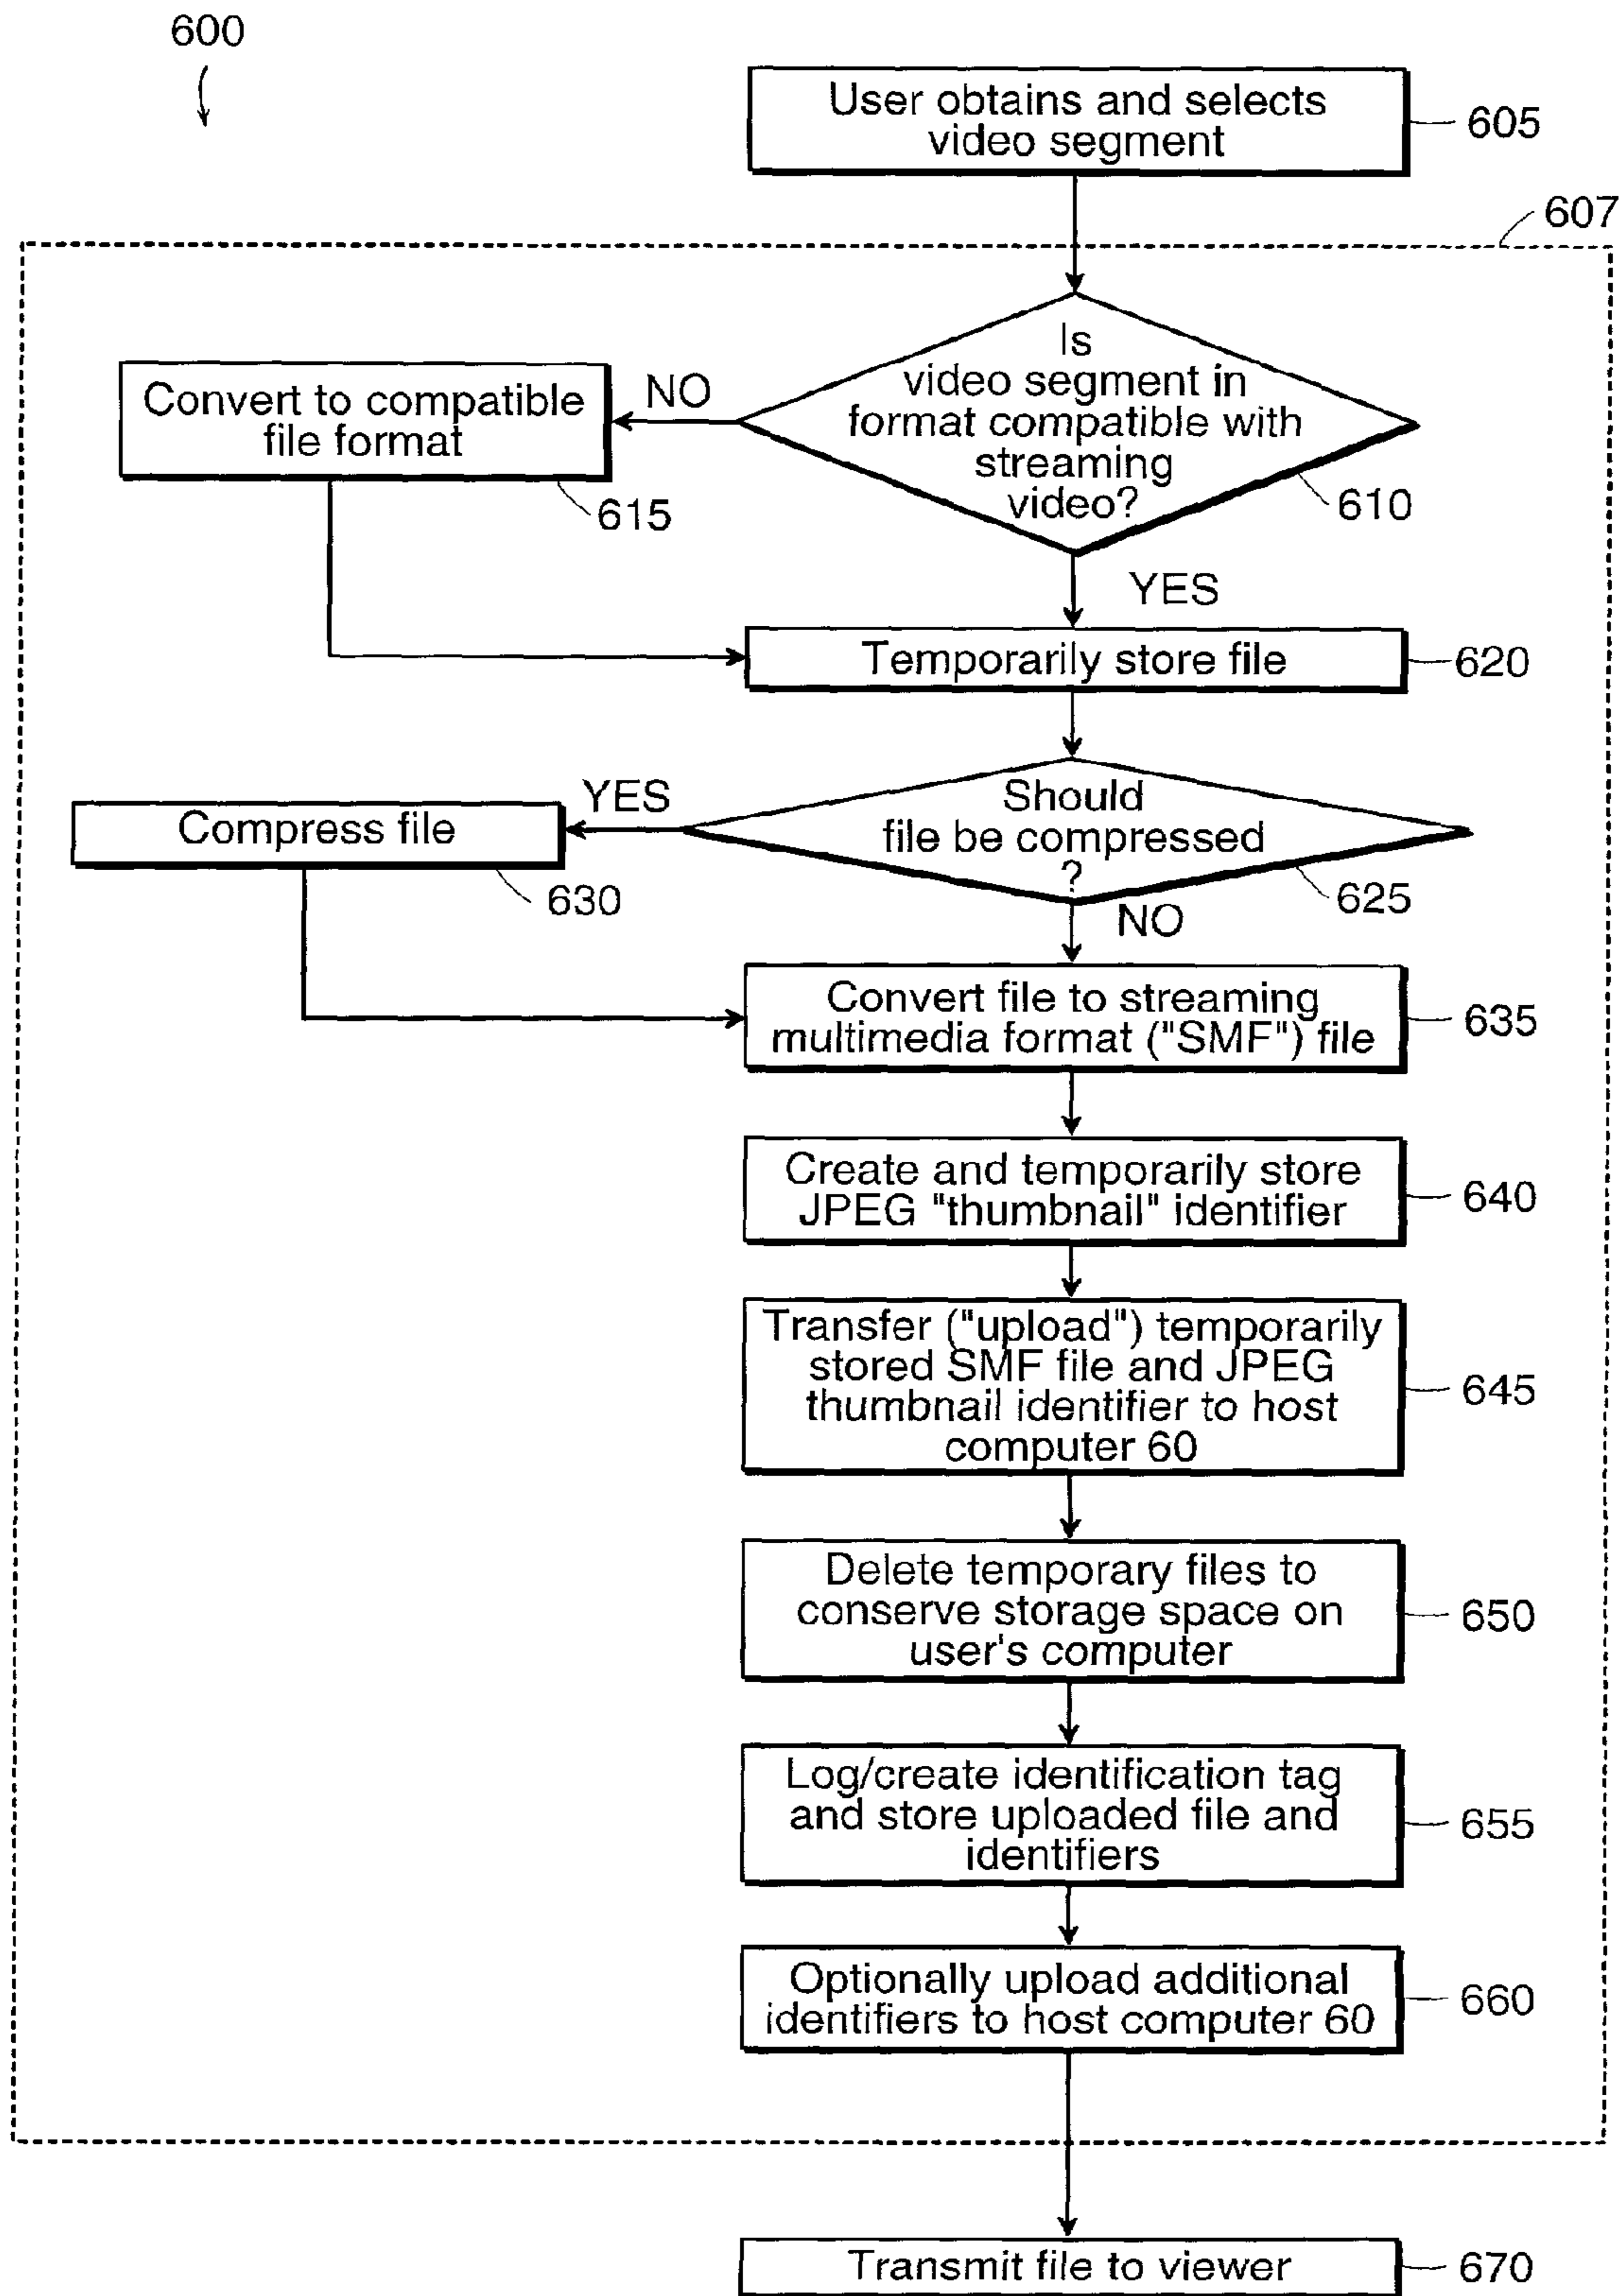 600
User obtains and selects
video segment
605
607
Is
video segment in
format compatible with
streaming
video?
610
NO
Convert to compatible
file format
615
YES
Temporarily store file
620
Should
file be compressed
?
625
YES
Compress file
630
NO
Convert file to streaming
multimedia format ("SMF") file
635
Create and temporarily store
JPEG "thumbnail" identifier
640
Transfer ("upload") temporarily
stored SMF file and JPEG
thumbnail identifier to host
computer 60
645
Delete temporary files to
conserve storage space on
user's computer
650
Log/create identification tag
and store uploaded file and
identifiers
655
Optionally upload additional
identifiers to host computer 60
660
Transmit file to viewer
670